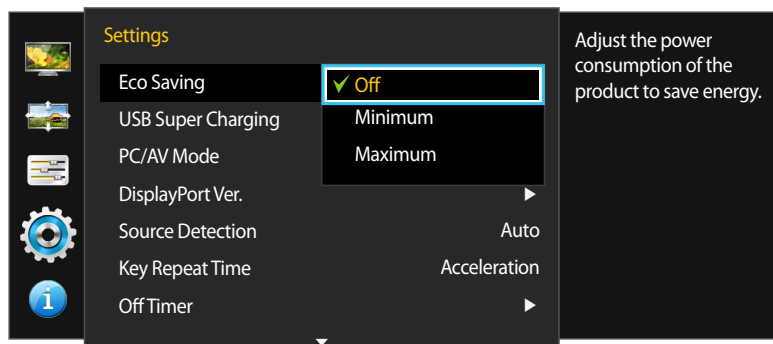 Settings
Adjust the power
consumption of the
product to save energy.
Eco Saving
Off
USB Super Charging
Minimum
PC/AV Mode
Maximum
DisplayPort Ver.
Source Detection
Auto
Key Repeat Time
Acceleration
Off Timer
i